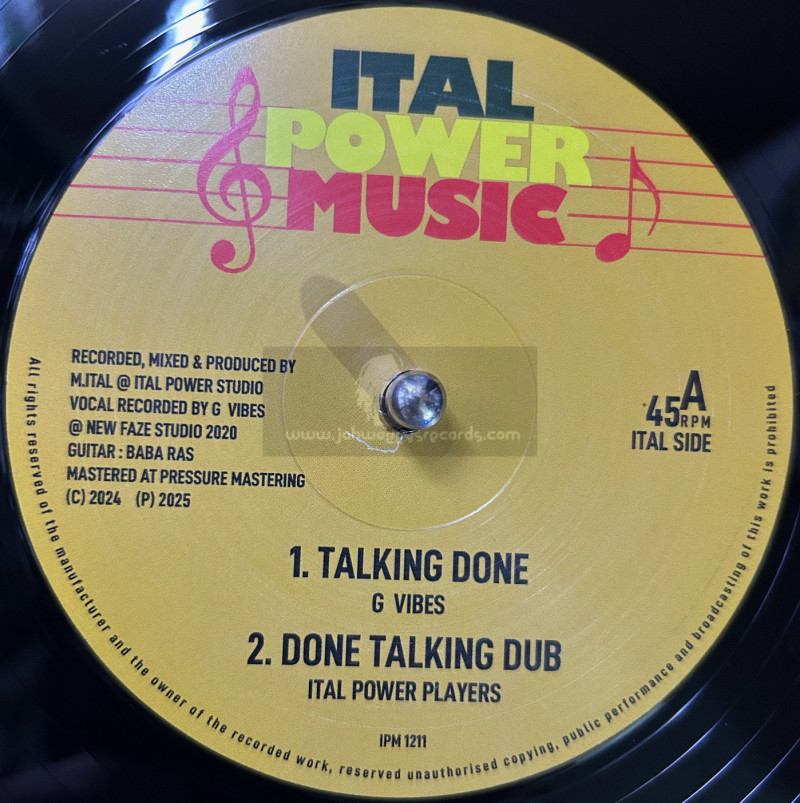 ITAL
POWER
MUSIC
RECORDED, MIXED & PRODUCED BY
M.ITAL @ ITAL POWER STUDIO
VOCAL RECORDED BY G VIBES
@ NEW FAZE STUDIO 2020
GUITAR : BABA RAS
MASTERED AT PRESSURE MASTERING
(C) 2024 (P) 2025
A
45RPM
ITAL SIDE
1. TALKING DONE
G VIBES
2. DONE TALKING DUB
ITAL POWER PLAYERS
IPM 1211
All rights reserved of the manufacturer and the owner of the recorded work, reserved unauthorised copying, public performance and broadcasting of this work is prohibited